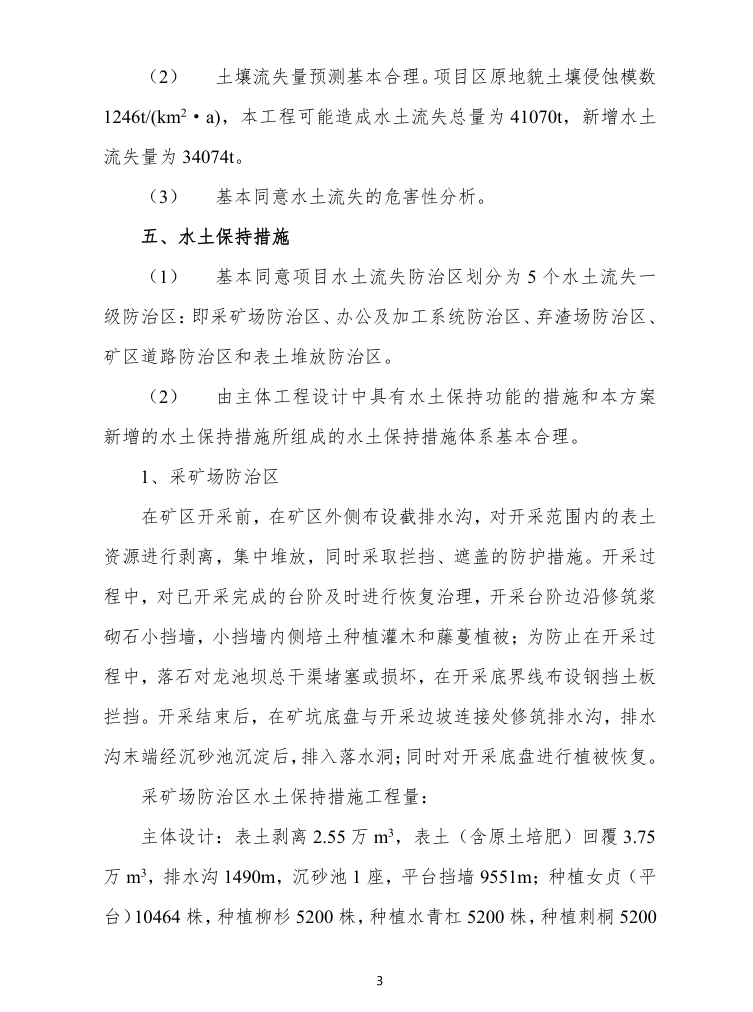 （2） 土壤流失量预测基本合理。项目区原地貌土壤侵蚀模数
1246t/(km²·a)，本工程可能造成水土流失总量为 41070t，新增水土
流失量为 34074t。
（3） 基本同意水土流失的危害性分析。
五、水土保持措施
（1） 基本同意项目水土流失防治区划分为 5 个水土流失一
级防治区：即采矿场防治区、办公及加工系统防治区、弃渣场防治区、
矿区道路防治区和表土堆放防治区。
（2） 由主体工程设计中具有水土保持功能的措施和本方案
新增的水土保持措施所组成的水土保持措施体系基本合理。
1、采矿场防治区
在矿区开采前，在矿区外侧布设截排水沟，对开采范围内的表土
资源进行剥离，集中堆放，同时采取拦挡、遮盖的防护措施。开采过
程中，对已开采完成的台阶及时进行恢复治理，开采台阶边沿修筑浆
砌石小挡墙，小挡墙内侧培土种植灌木和藤蔓植被；为防止在开采过
程中，落石对龙池坝总干渠堵塞或损坏，在开采底界线布设钢挡土板
拦挡。开采结束后，在矿坑底盘与开采边坡连接处修筑排水沟，排水
沟末端经沉砂池沉淀后，排入落水洞；同时对开采底盘进行植被恢复。
采矿场防治区水土保持措施工程量：
主体设计：表土剥离 2.55 万 m³，表土（含原土培肥）回覆 3.75
万 m³，排水沟 1490m，沉砂池 1 座，平台挡墙 9551m；种植女贞（平
台）10464 株，种植柳杉 5200 株，种植水青杠 5200 株，种植刺桐 5200
3